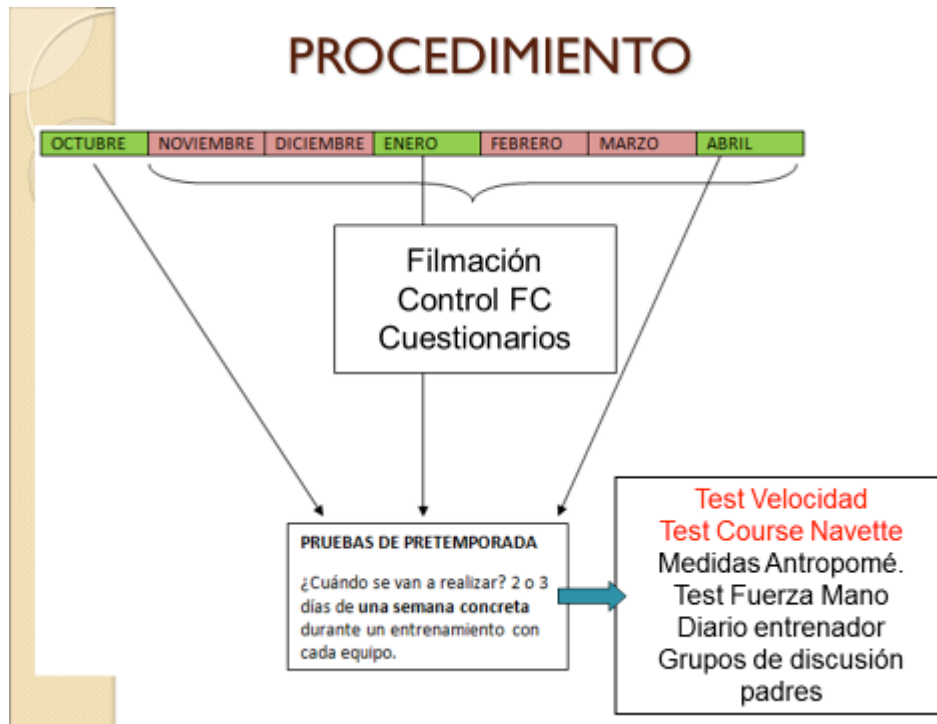 PROCEDIMIENTO
OCTUBRE NOVIEMBRE DICIEMBRE ENERO FEBRERO MARZO ABRIL
Filmación
Control FC
Cuestionarios
PRUEBAS DE PRETEMPORADA
¿Cuándo se van a realizar? 2 o 3
días de una semana concreta
durante un entrenamiento con
cada equipo.
Test Velocidad
Test Course Navette
Medidas Antropomé.
Test Fuerza Mano
Diario entrenador
Grupos de discusión
padres